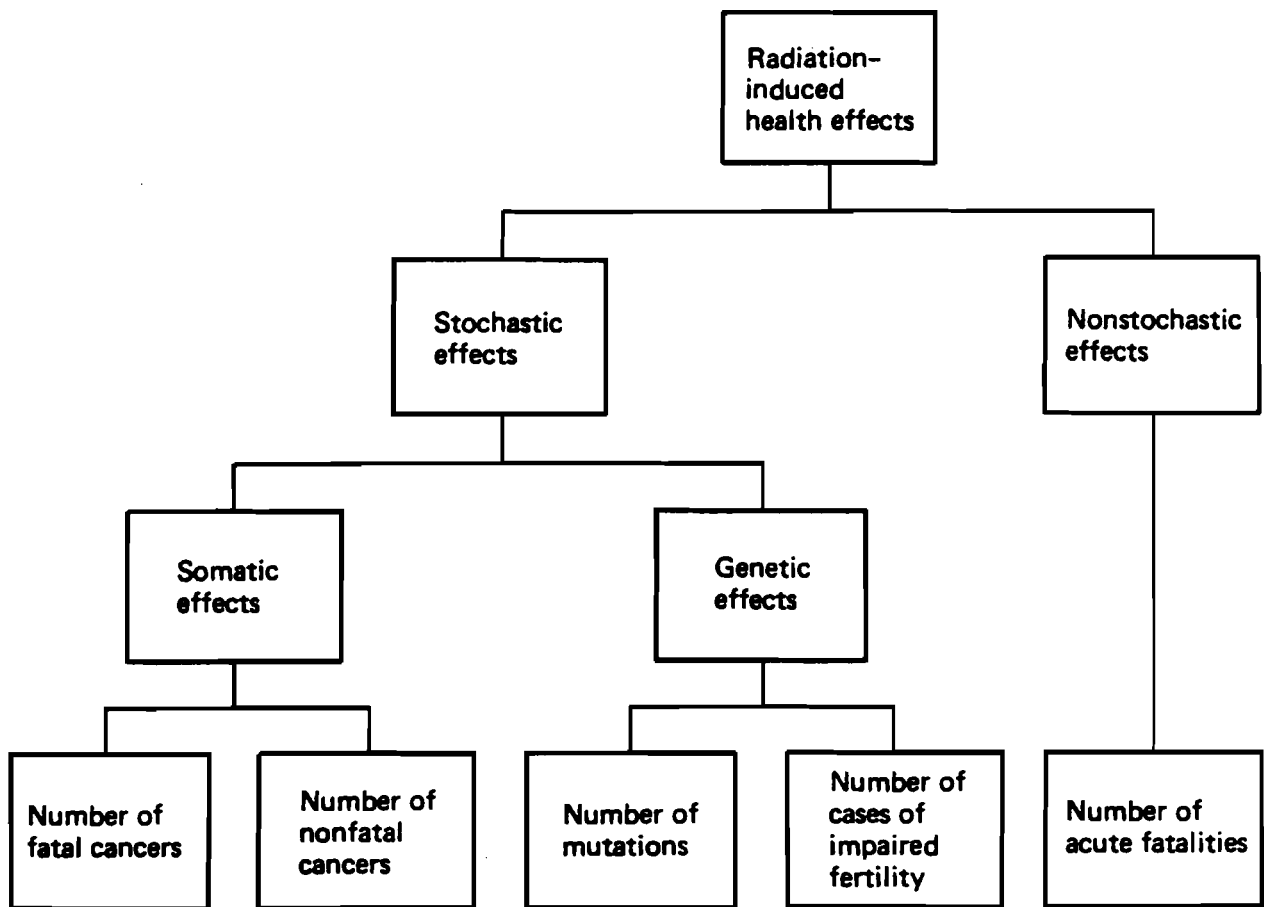 Radiation-
induced
health effects
Stochastic
effects
Nonstochastic
effects
Somatic
effects
Genetic
effects
Number of
fatal cancers
Number of
nonfatal
cancers
Number of
mutations
Number of
cases of
impaired
fertility
Number of
acute fatalities